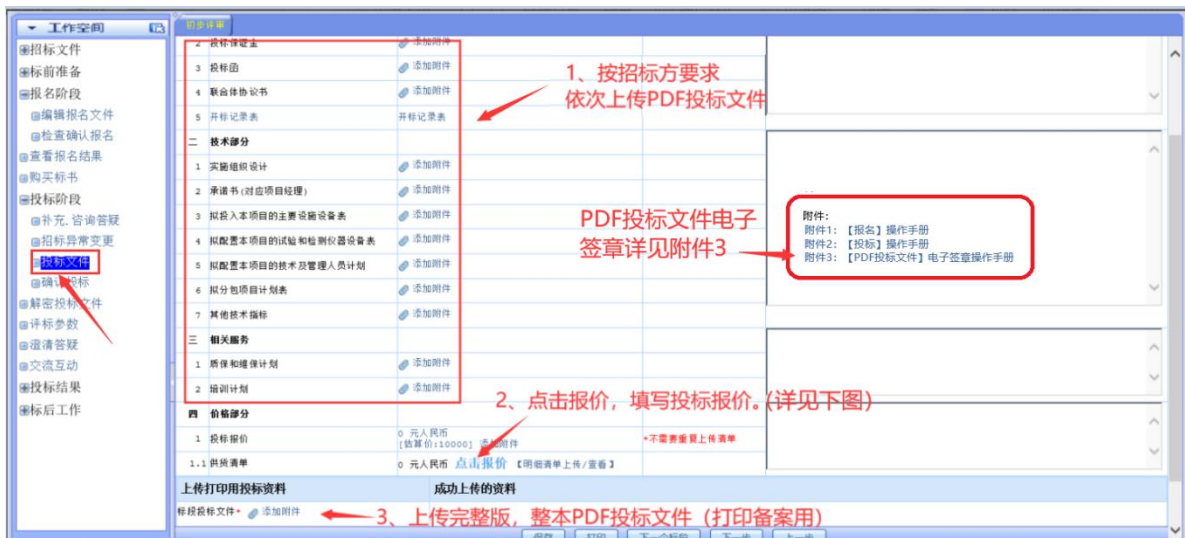 工作空间
招标文件
标前准备
报名阶段
编辑报名文件
检查确认报名
查看报名结果
购买标书
投标阶段
补充,咨询答疑
招标异常变更
投标文件
确认投标
解密投标文件
评标参数
澄清答疑
交流互动
投标结果
标后工作
初步评审
2 投标保证金 添加附件
3 投标函 添加附件
4 联合体协议书 添加附件
5 开标记录表 开标记录表
二 技术部分
1 实施组织设计 添加附件
2 承诺书(对应项目经理) 添加附件
3 拟投入本项目的主要设施设备表 添加附件
4 拟配置本项目的试验和检测仪器设备表 添加附件
5 拟配置本项目的技术及管理人员计划 添加附件
6 拟分包项目计划表 添加附件
7 其他技术指标 添加附件
三 相关服务
1 质保和维保计划 添加附件
2 培训计划 添加附件
四 价格部分
1 投标报价 0 元人民币
[估算价:10000] 添加附件 *不需要重复上传清单
1.1 供货清单 0 元人民币 点击报价 【明细清单上传/查看】
上传打印用投标资料 成功上传的资料
标段投标文件* 添加附件
保存 打印 下一个标包 下一步 上一步
1、按招标方要求
依次上传PDF投标文件
PDF投标文件电子
签章详见附件3
附件:
附件1:【报名】操作手册
附件2:【投标】操作手册
附件3:【PDF投标文件】电子签章操作手册
2、点击报价，填写投标报价。(详见下图)
3、上传完整版，整本PDF投标文件（打印备案用）